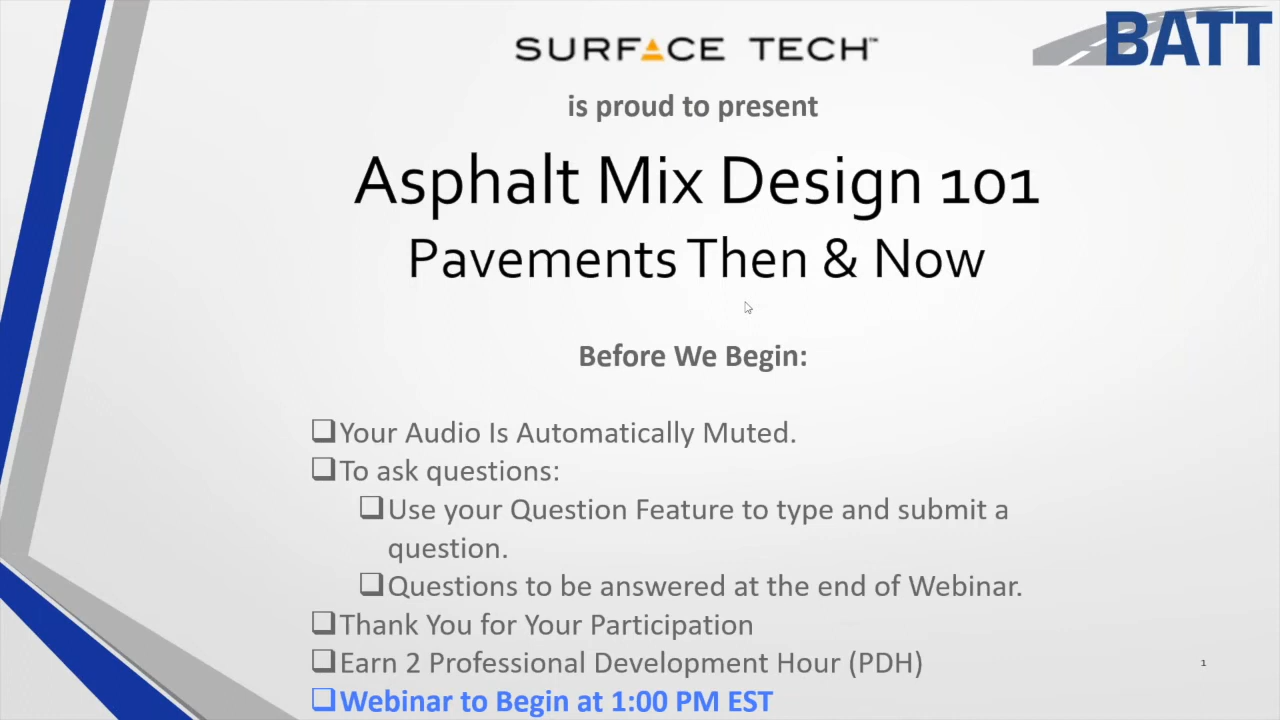 SURFACE TECH™
BATT
is proud to present
Asphalt Mix Design 101
Pavements Then & Now
Before We Begin:
❑Your Audio Is Automatically Muted.
❑To ask questions:
❑Use your Question Feature to type and submit a
question.
❑Questions to be answered at the end of Webinar.
❑Thank You for Your Participation
❑Earn 2 Professional Development Hour (PDH)
1
❑Webinar to Begin at 1:00 PM EST